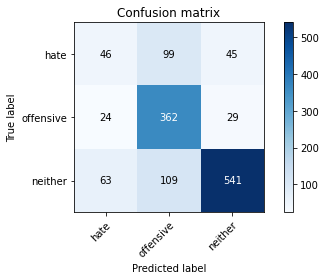 Confusion matrix
hate 46 99 45
offensive 24 362 29
neither 63 109 541
hate offensive neither
True label
Predicted label
500
400
300
200
100